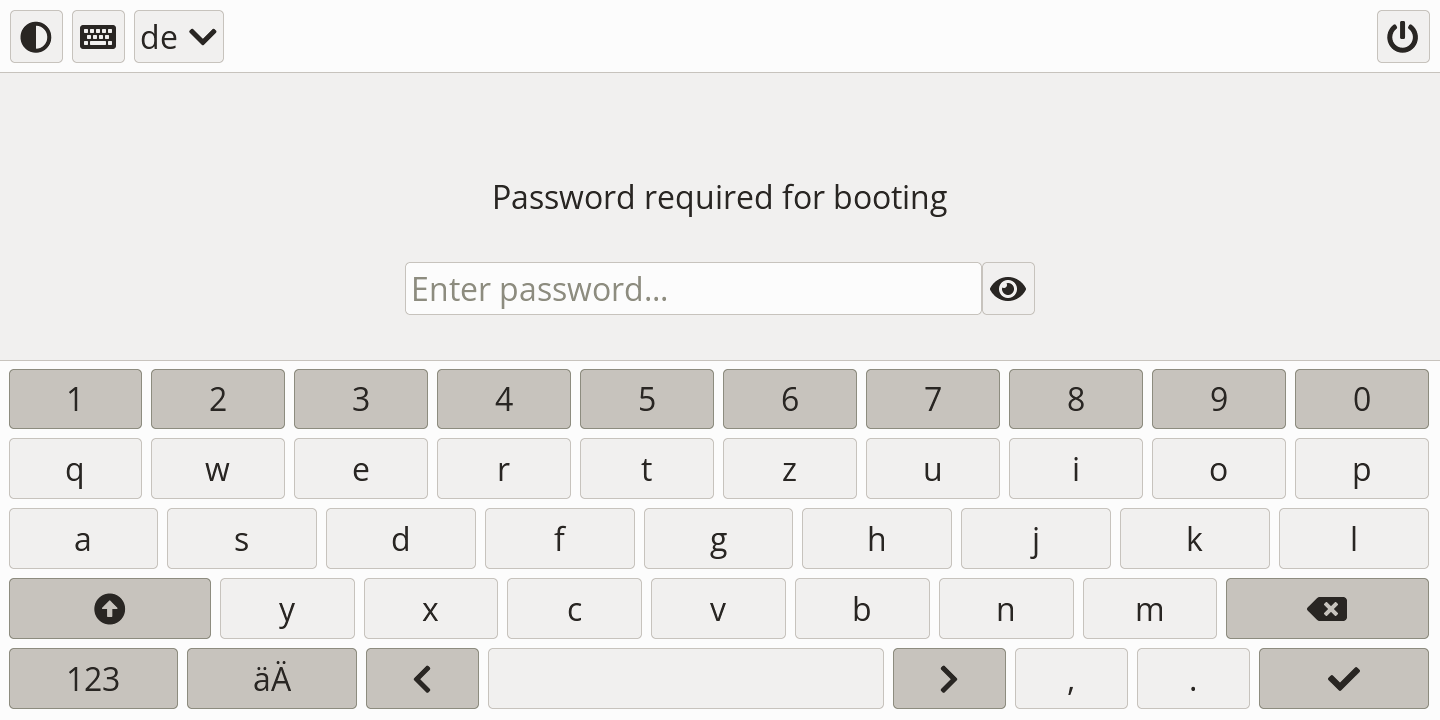 de
Password required for booting
Enter password...
1 2 3 4 5 6 7 8 9 0
q w e r t z u i o p
a s d f g h j k l
y x c v b n m
123 äÄ , .